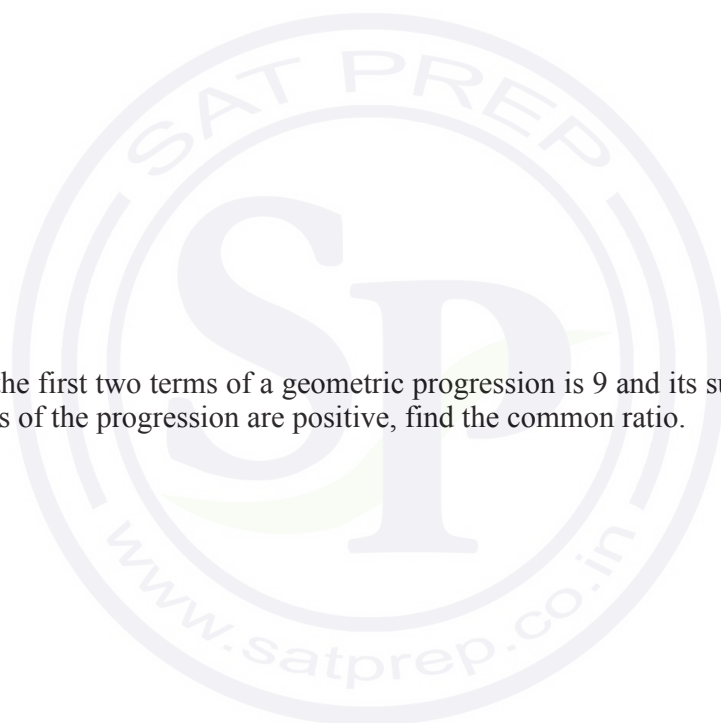 SAT PREP
SP
he first two terms of a geometric progression is 9 and its su
s of the progression are positive, find the common ratio.
www.satprep.co.in